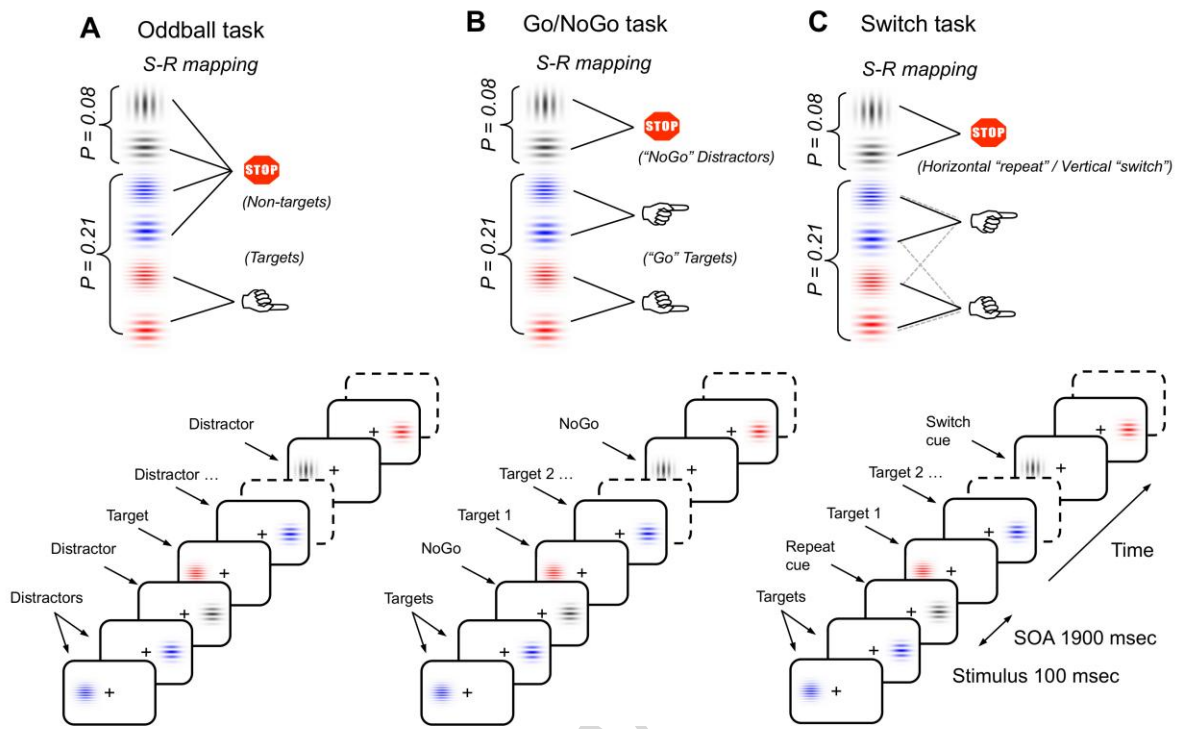 A Oddball task
S-R mapping
P = 0.08
STOP
(Non-targets)
P = 0.21
(Targets)
Distractor
Distractor ...
Target
Distractor
Distractors
B Go/NoGo task
S-R mapping
P = 0.08
STOP
("NoGo" Distractors)
P = 0.21
("Go" Targets)
NoGo
Target 2 ...
Target 1
NoGo
Targets
C Switch task
S-R mapping
P = 0.08
STOP
(Horizontal "repeat" / Vertical "switch")
P = 0.21
Switch
cue
Target 2 ...
Target 1
Repeat
cue
Targets
Time
SOA 1900 msec
Stimulus 100 msec